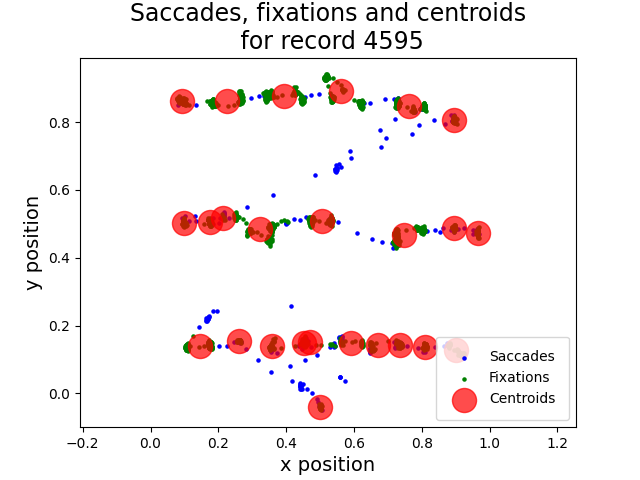 Saccades, fixations and centroids
for record 4595
y position
0.8
0.6
0.4
0.2
0.0
−0.2
0.0
0.2
0.4
0.6
0.8
1.0
1.2
x position
Saccades
Fixations
Centroids